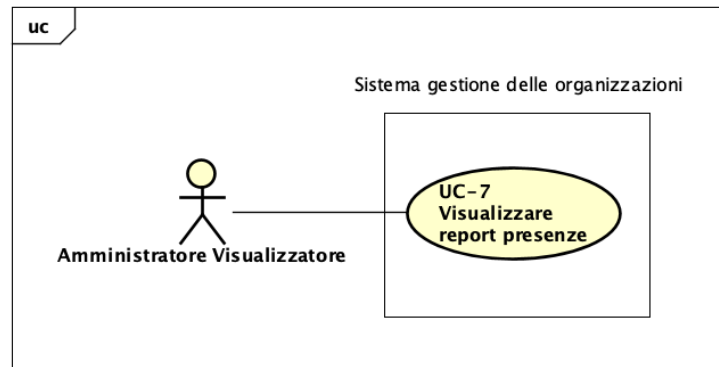 uc
Sistema gestione delle organizzazioni
UC-7
Visualizzare
report presenze
Amministratore Visualizzatore